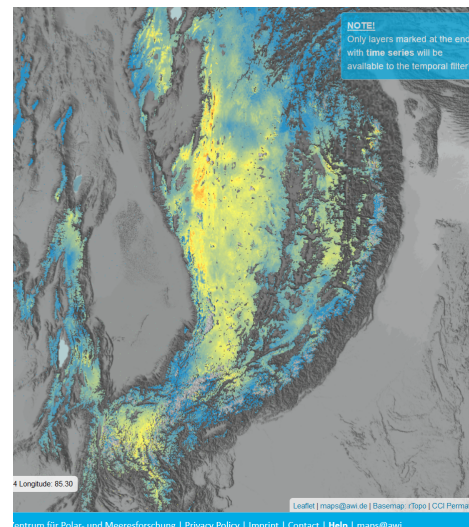 NOTE!
Only layers marked at the end
with time series will be
available to the temporal filter
4 Longitude: 85.30
Leaflet | maps@awi.de | Basemap: rTopo | CCI Perma
Zentrum für Polar- und Meeresforschung | Privacy Policy | Imprint | Contact | Help | maps@awi